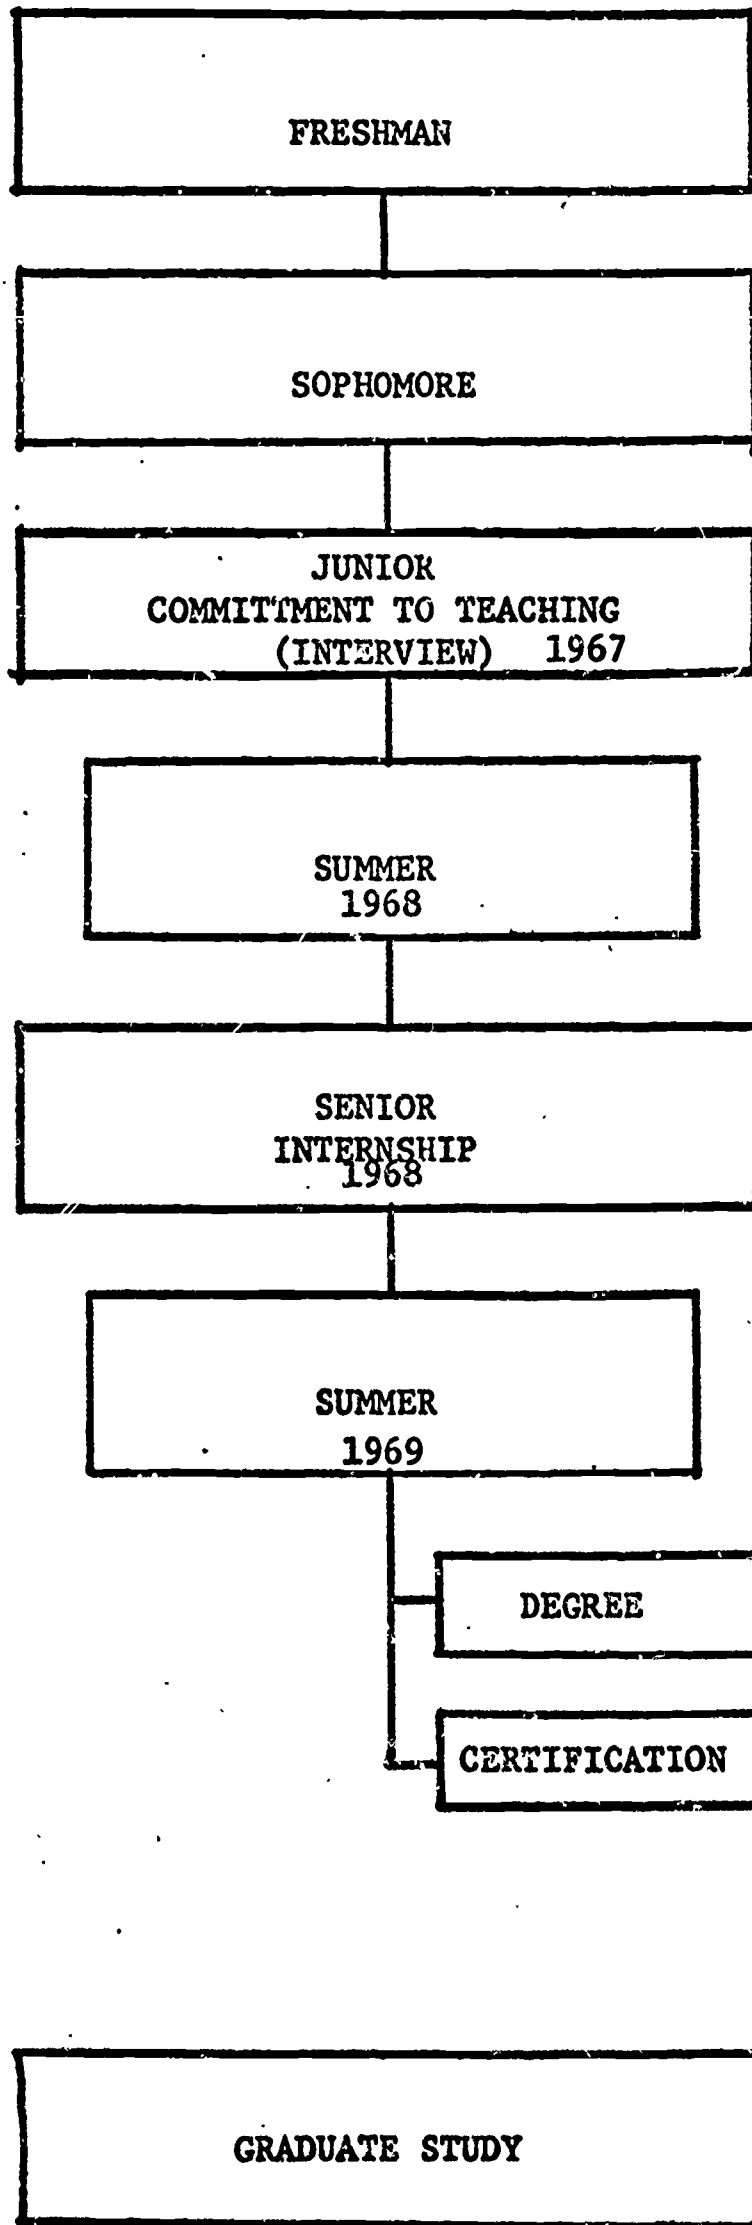 FRESHMAN
SOPHOMORE
JUNIOR
COMMITTMENT TO TEACHING
(INTERVIEW) 1967
SUMMER
1968
SENIOR
INTERNSHIP
1968
SUMMER
1969
DEGREE
CERTIFICATION
GRADUATE STUDY